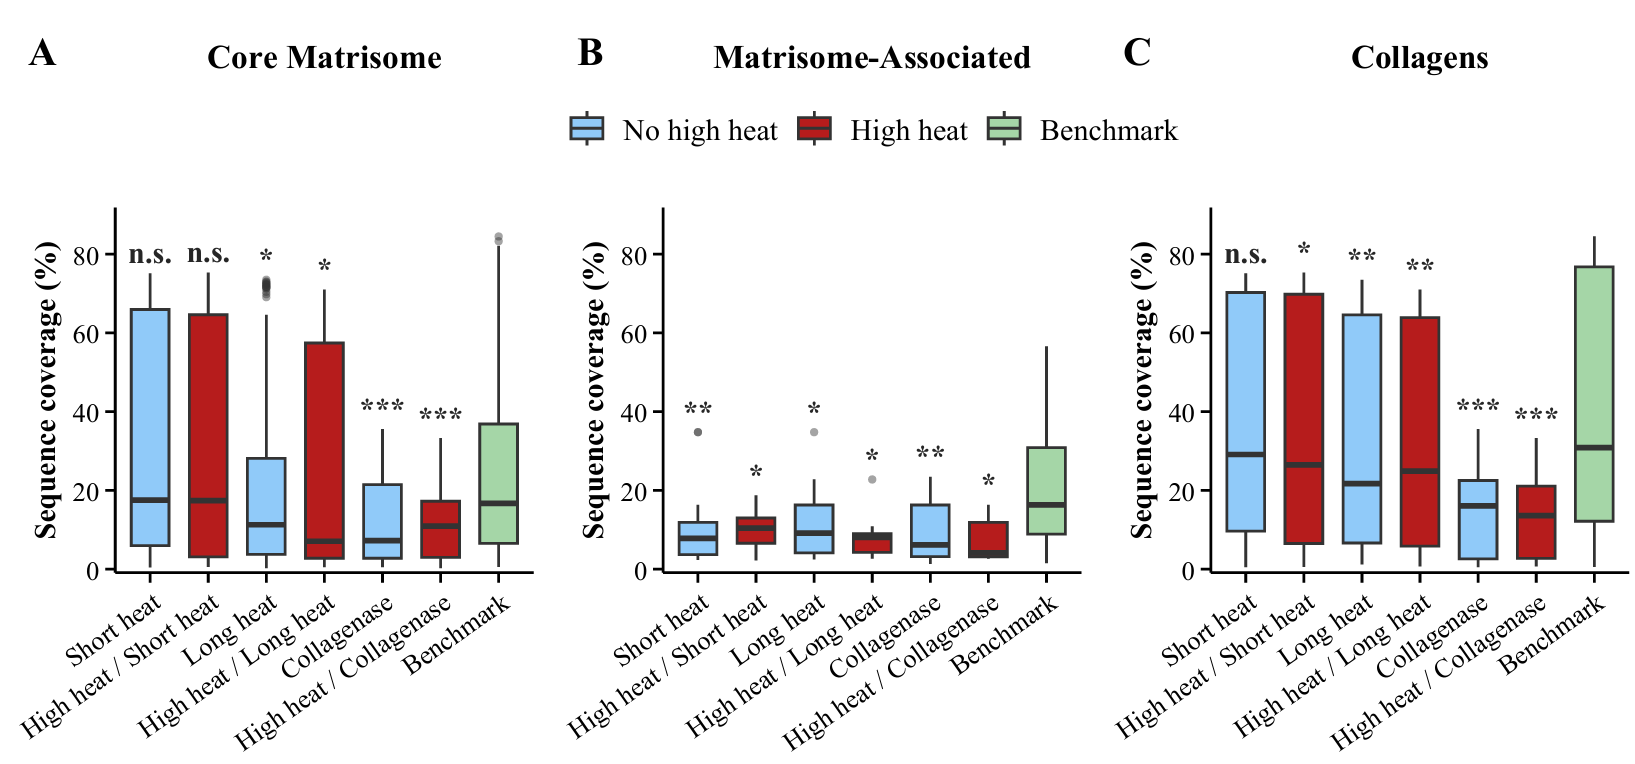 A Core Matrisome
B Matrisome-Associated
C Collagens
No high heat High heat Benchmark
Sequence coverage (%)
80
60
40
20
0
n.s. n.s. * * *** ***
Short heat
High heat / Short heat
Long heat
High heat / Long heat
Collagenase
High heat / Collagenase
Benchmark
Sequence coverage (%)
80
60
40
20
0
** * * * ** *
Short heat
High heat / Short heat
Long heat
High heat / Long heat
Collagenase
High heat / Collagenase
Benchmark
Sequence coverage (%)
80
60
40
20
0
n.s. * ** ** *** ***
Short heat
High heat / Short heat
Long heat
High heat / Long heat
Collagenase
High heat / Collagenase
Benchmark